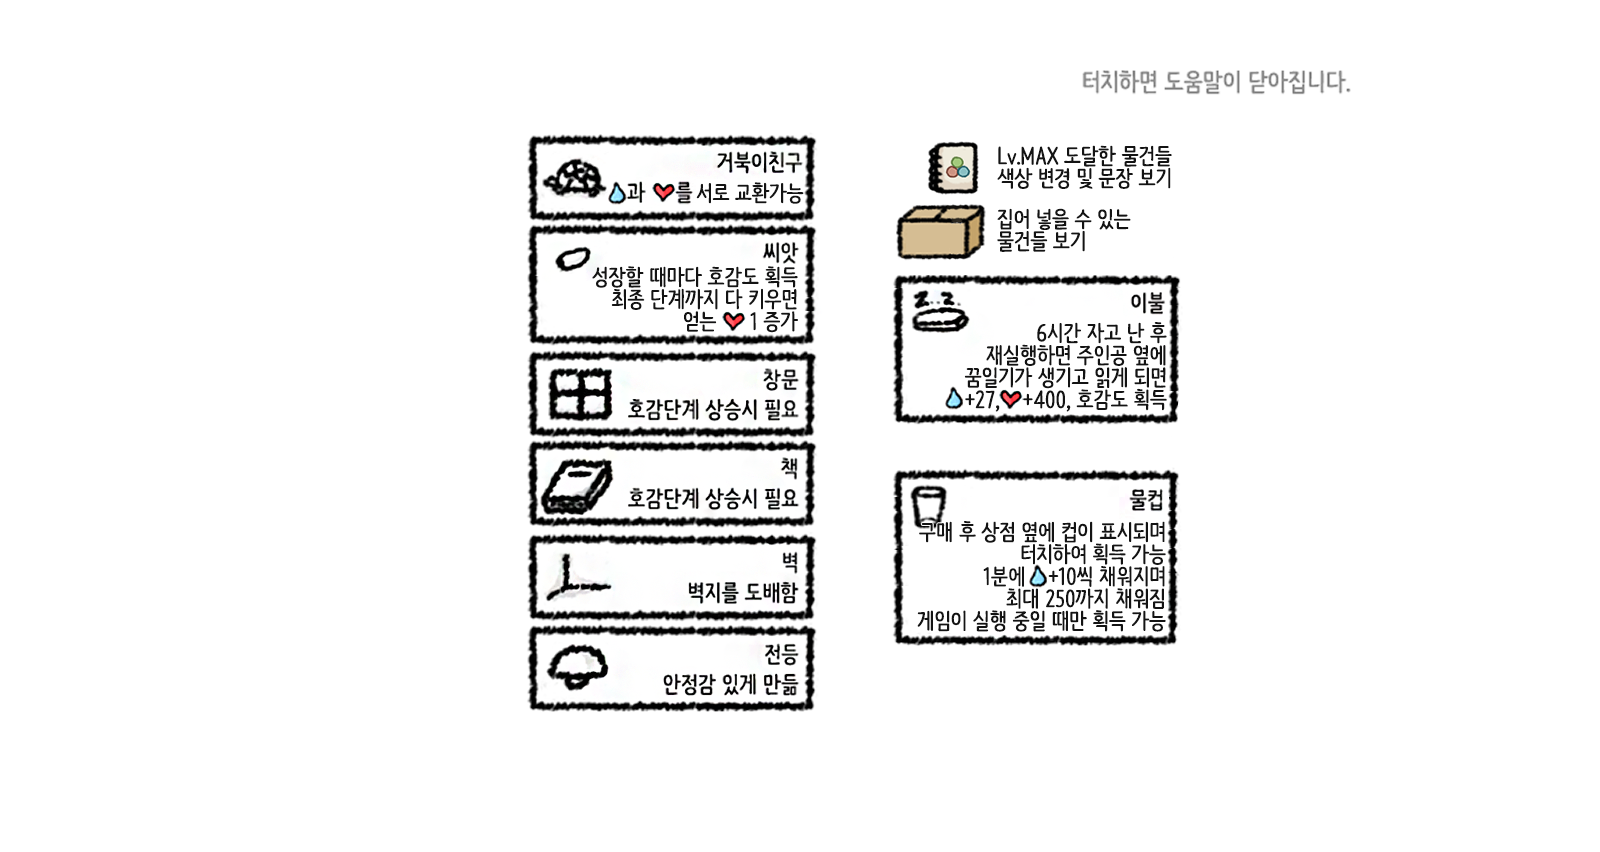 터치하면 도움말이 닫아집니다.
거북이친구
과 를 서로 교환가능
씨앗
성장할 때마다 호감도 획득
최종 단계까지 다 키우면
얻는 1 증가
창문
호감단계 상승시 필요
책
호감단계 상승시 필요
벽
벽지를 도배함
전등
안정감 있게 만듦
Lv.MAX 도달한 물건들
색상 변경 및 문장 보기
집어 넣을 수 있는
물건들 보기
z..z..
이불
6시간 자고 난 후
재실행하면 주인공 옆에
꿈일기가 생기고 읽게 되면
+27, +400, 호감도 획득
물컵
구매 후 상점 옆에 컵이 표시되며
터치하여 획득 가능
1분에 +10씩 채워지며
최대 250까지 채워짐
게임이 실행 중일 때만 획득 가능